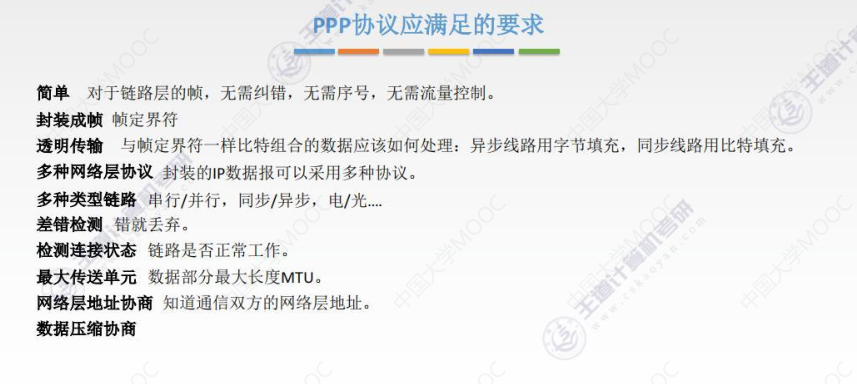 PPP协议应满足的要求
简单 对于链路层的帧，无需纠错，无需序号，无需流量控制。
封装成帧 帧定界符
透明传输 与帧定界符一样比特组合的数据应该如何处理：异步线路用字节填充，同步线路用比特填充。
多种网络层协议 封装的IP数据报可以采用多种协议。
多种类型链路 串行/并行，同步/异步，电/光....
差错检测 错就丢弃。
检测连接状态 链路是否正常工作。
最大传送单元 数据部分最大长度MTU。
网络层地址协商 知道通信双方的网络层地址。
数据压缩协商
中国大学MOOC
王道计算机考研
www.cskaoyan.com